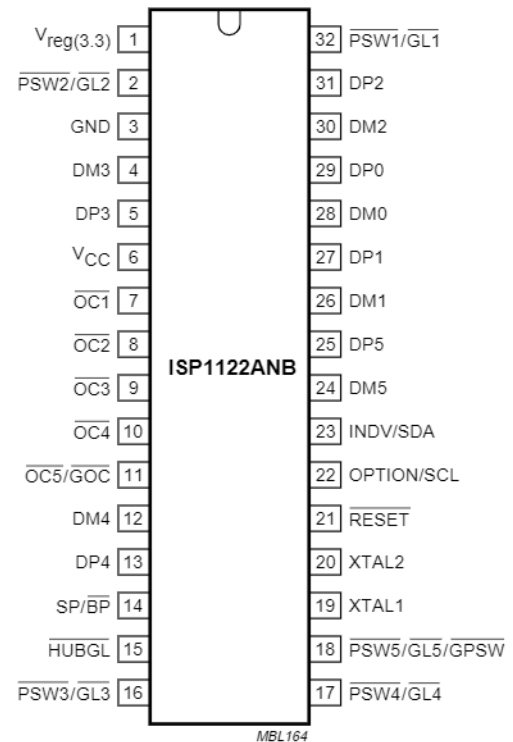 Vreg(3.3) 1
PSW2/GL2 2
GND 3
DM3 4
DP3 5
VCC 6
OC1 7
OC2 8
OC3 9
OC4 10
OC5/GOC 11
DM4 12
DP4 13
SP/BP 14
HUBGL 15
PSW3/GL3 16
ISP1122ANB
32 PSW1/GL1
31 DP2
30 DM2
29 DP0
28 DM0
27 DP1
26 DM1
25 DP5
24 DM5
23 INDV/SDA
22 OPTION/SCL
21 RESET
20 XTAL2
19 XTAL1
18 PSW5/GL5/GPSW
17 PSW4/GL4
MBL164